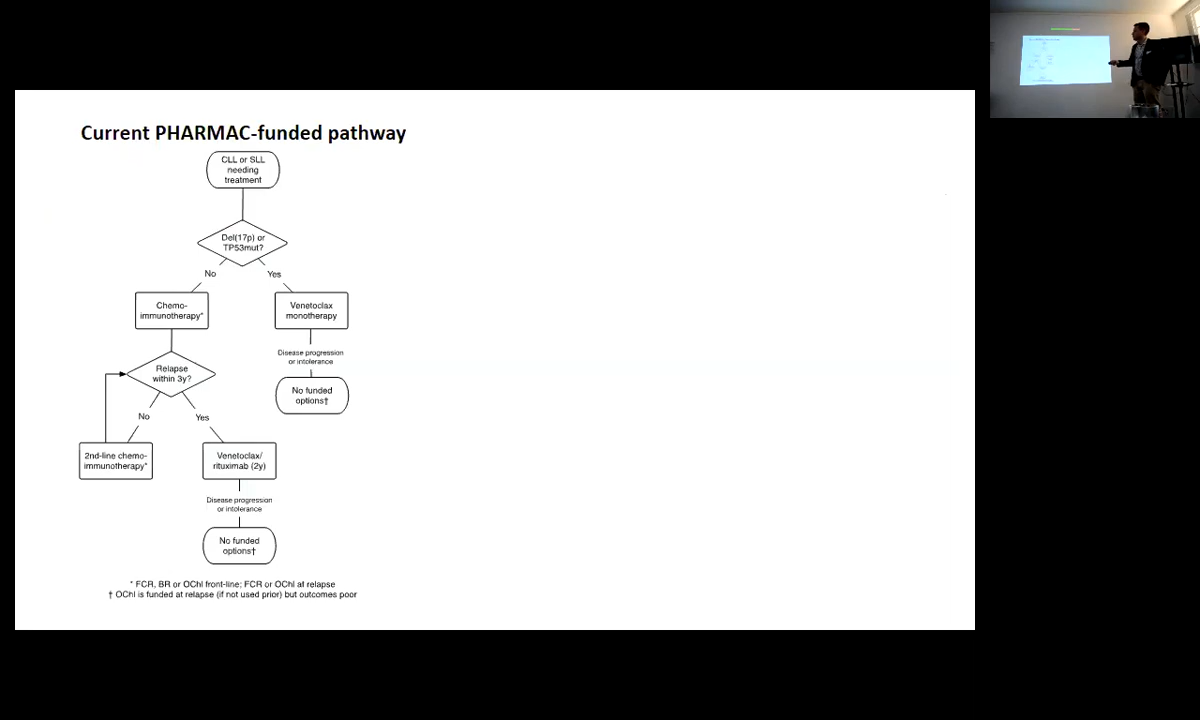 Current PHARMAC-funded pathway
CLL or SLL
needing
treatment
Del(17p) or
TP53mut?
No
Yes
Chemo-
immunotherapy*
Venetoclax
monotherapy
Disease progression
or intolerance
Relapse
within 3y?
No funded
options†
No
Yes
2nd-line chemo-
immunotherapy*
Venetoclax/
rituximab (2y)
Disease progression
or intolerance
No funded
options†
* FCR, BR or OChl front-line; FCR or OChl at relapse
† OChl is funded at relapse (if not used prior) but outcomes poor